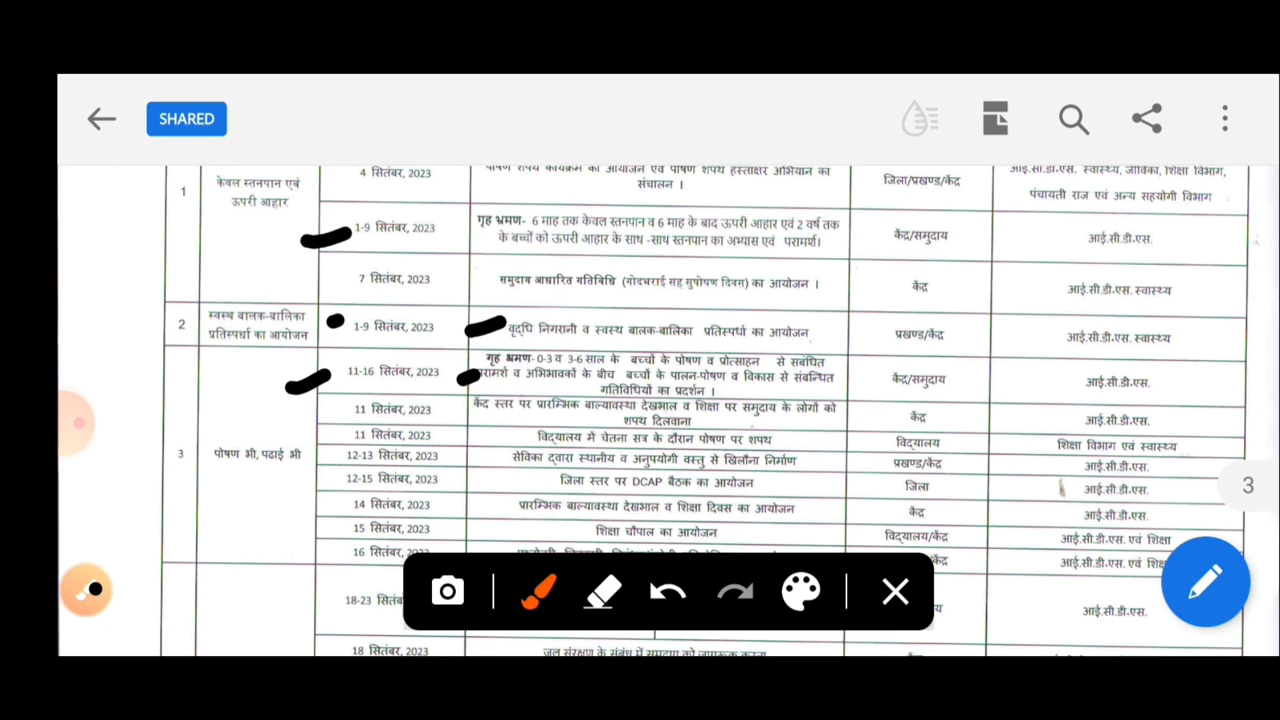 SHARED
1
केवल स्तनपान एवं
ऊपरी आहार
4 सितंबर, 2023
पोषण शपथ कार्यक्रम का आयोजन एवं पोषण शपथ हस्ताक्षर अभियान का
संचालन ।
जिला/प्रखण्ड/केंद्र
आई.सी.डी.एस. स्वास्थ्य, जीविका, शिक्षा विभाग,
पंचायती राज एवं अन्य सहयोगी विभाग
1-9 सितंबर, 2023
गृह भ्रमण- 6 माह तक केवल स्तनपान व 6 माह के बाद ऊपरी आहार एवं 2 वर्ष तक
के बच्चों को ऊपरी आहार के साथ -साथ स्तनपान का अभ्यास एवं परामर्श।
केंद्र/समुदाय
आई.सी.डी.एस.
7 सितंबर, 2023
समुदाय आधारित गतिविधि (गोदभराई सह सुपोषण दिवस) का आयोजन ।
केंद्र
आई.सी.डी.एस. स्वास्थ्य
2
स्वस्थ बालक-बालिका
प्रतिस्पर्धा का आयोजन
1-9 सितंबर, 2023
वृद्धि निगरानी व स्वस्थ बालक-बालिका प्रतिस्पर्धा का आयोजन
प्रखण्ड/केंद्र
आई.सी.डी.एस. स्वास्थ्य
3
पोषण भी, पढाई भी
11-16 सितंबर, 2023
गृह भ्रमण- 0-3 व 3-6 साल के बच्चों के पोषण व प्रोत्साहन से सबंधित
व अभिभावकों के बीच बच्चों के पालन-पोषण व विकास से संबन्धित
गतिविधियों का प्रदर्शन ।
केंद्र/समुदाय
आई.सी.डी.एस.
11 सितंबर, 2023
केंद स्तर पर प्रारम्भिक बाल्यावस्था देखभाल व शिक्षा पर समुदाय के लोगों को
शपथ दिलवाना
केंद्र
आई.सी.डी.एस.
11 सितंबर, 2023
विद्यालय में चेतना सत्र के दौरान पोषण पर शपथ
विद्यालय
शिक्षा विभाग एवं स्वास्थ्य
12-13 सितंबर, 2023
सेविका द्वारा स्थानीय व अनुपयोगी वस्तु से खिलौना निर्माण
प्रखण्ड/केंद्र
आई.सी.डी.एस.
12-15 सितंबर, 2023
जिला स्तर पर DCAP बैठक का आयोजन
जिला
आई.सी.डी.एस.
3
14 सितंबर, 2023
प्रारम्भिक बाल्यावस्था देखभाल व शिक्षा दिवस का आयोजन
केंद्र
आई.सी.डी.एस.
15 सितंबर, 2023
शिक्षा चौपाल का आयोजन
विद्यालय/केंद्र
आई.सी.डी.एस. एवं शिक्षा
16 सितंबर,
आई.सी.डी.एस. एवं
18-23
आई.सी.डी.एस.
18 सितंबर, 2023
जल संरक्षण के संबंध में समुदाय को जागरूक करना